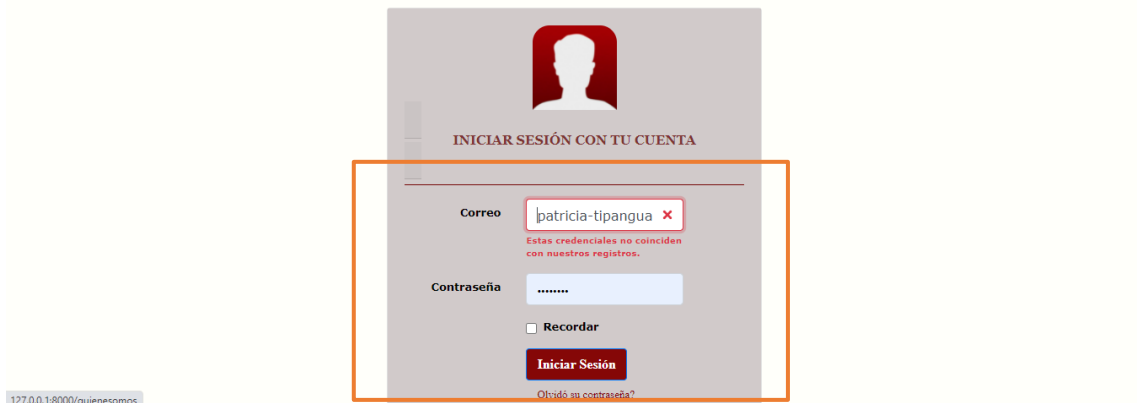 INICIAR SESIÓN CON TU CUENTA
Correo
patricia-tipangua
Estas credenciales no coinciden
con nuestros registros.
Contraseña
........
Recordar
Iniciar Sesión
Olvidó su contraseña?
127.0.0.1:8000/quienesomos